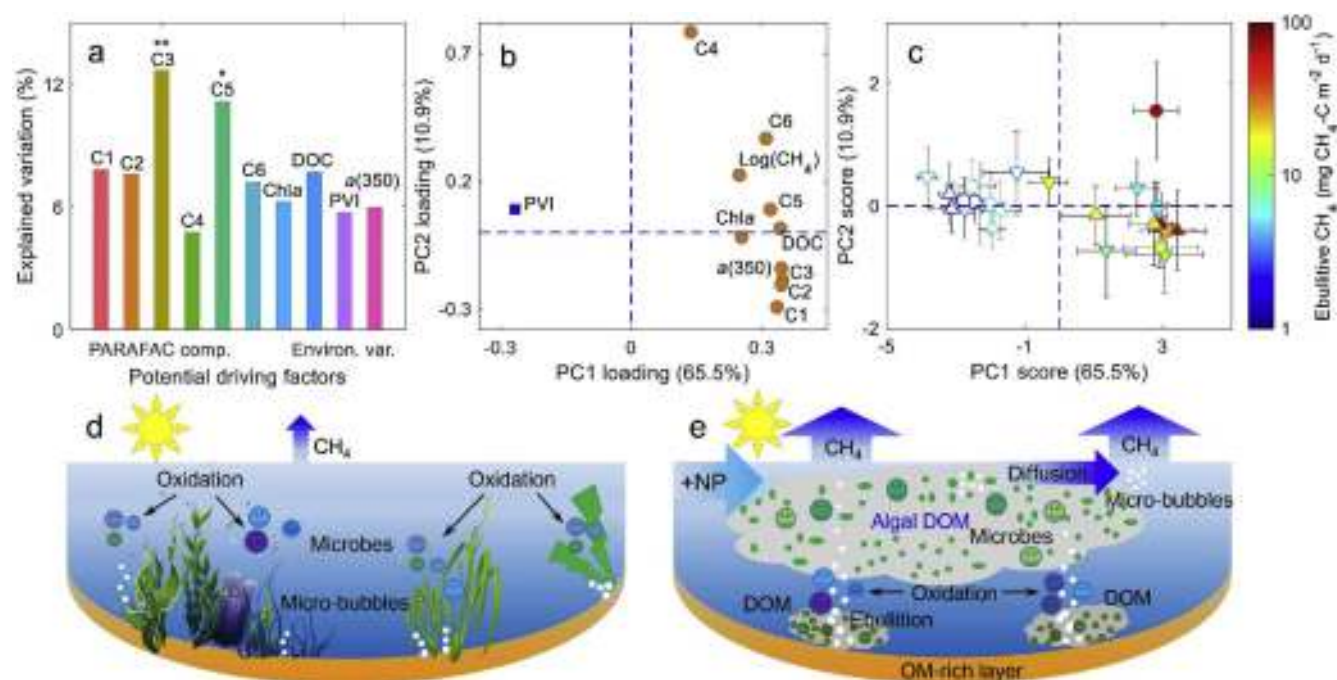 a
Explained variation (%)
12
6
0
C1
C2
**
C3
C4
*
C5
C6
Chla
DOC
PVI
a(350)
PARAFAC comp.
Environ. var.
Potential driving factors
b
PC2 loading (10.9%)
0.7
0.2
-0.3
C4
C6
Log(CH4)
PVI
C5
Chla
DOC
a(350)
C3
C2
C1
-0.3
0
0.3
PC1 loading (65.5%)
c
PC2 score (10.9%)
2
0
-2
-5
-1
3
PC1 score (65.5%)
100
10
1
Ebullitive CH4 (mg CH4-C m-2 d-1)
d
CH4
Oxidation
Oxidation
Microbes
Micro-bubbles
e
CH4
CH4
+NP
Diffusion
Micro-bubbles
Algal DOM
Microbes
DOM
Oxidation
DOM
Ebullition
OM-rich layer